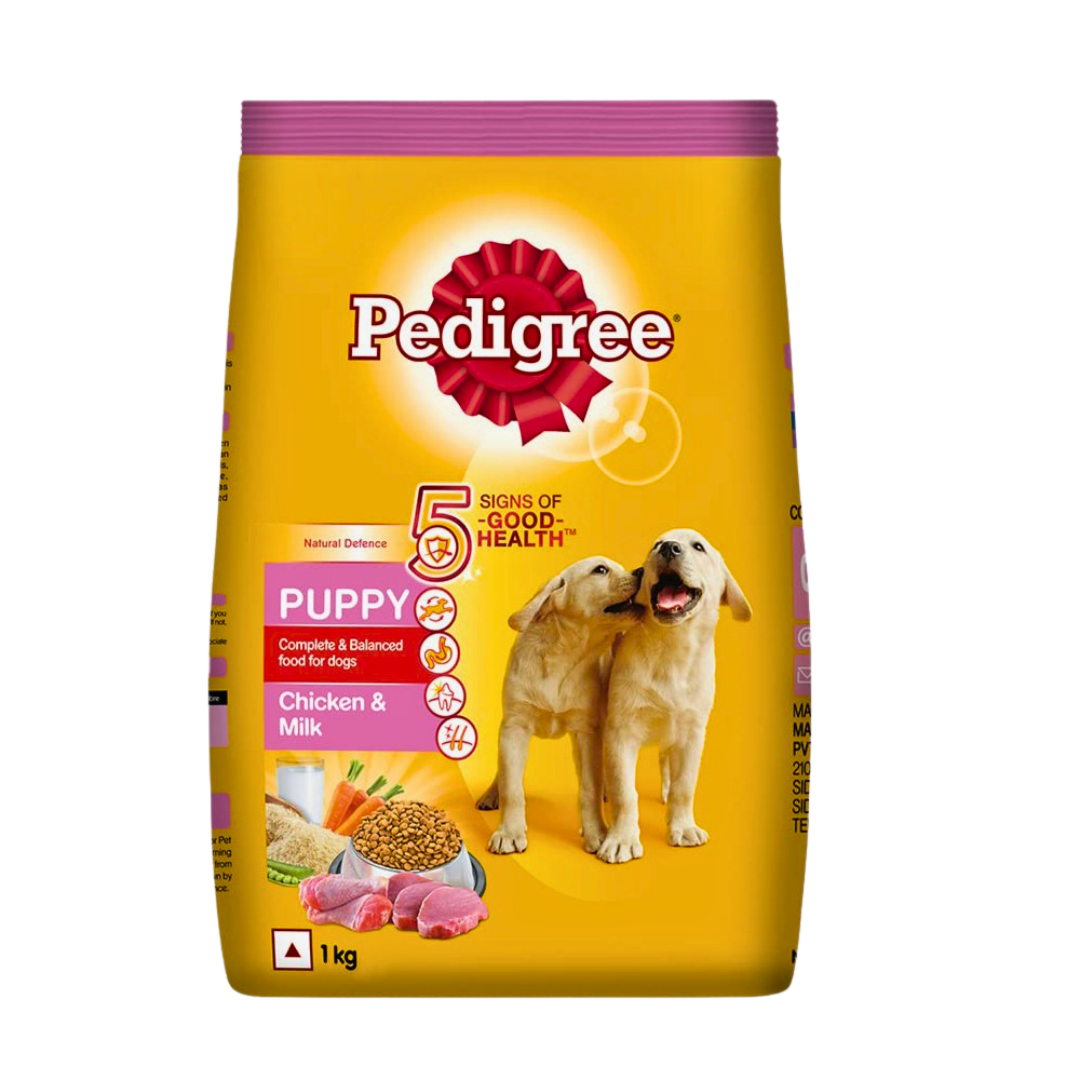 Pedigree®
5 SIGNS OF
-GOOD-
HEALTH™
Natural Defence
PUPPY
Complete & Balanced
food for dogs
Chicken &
Milk
1 kg